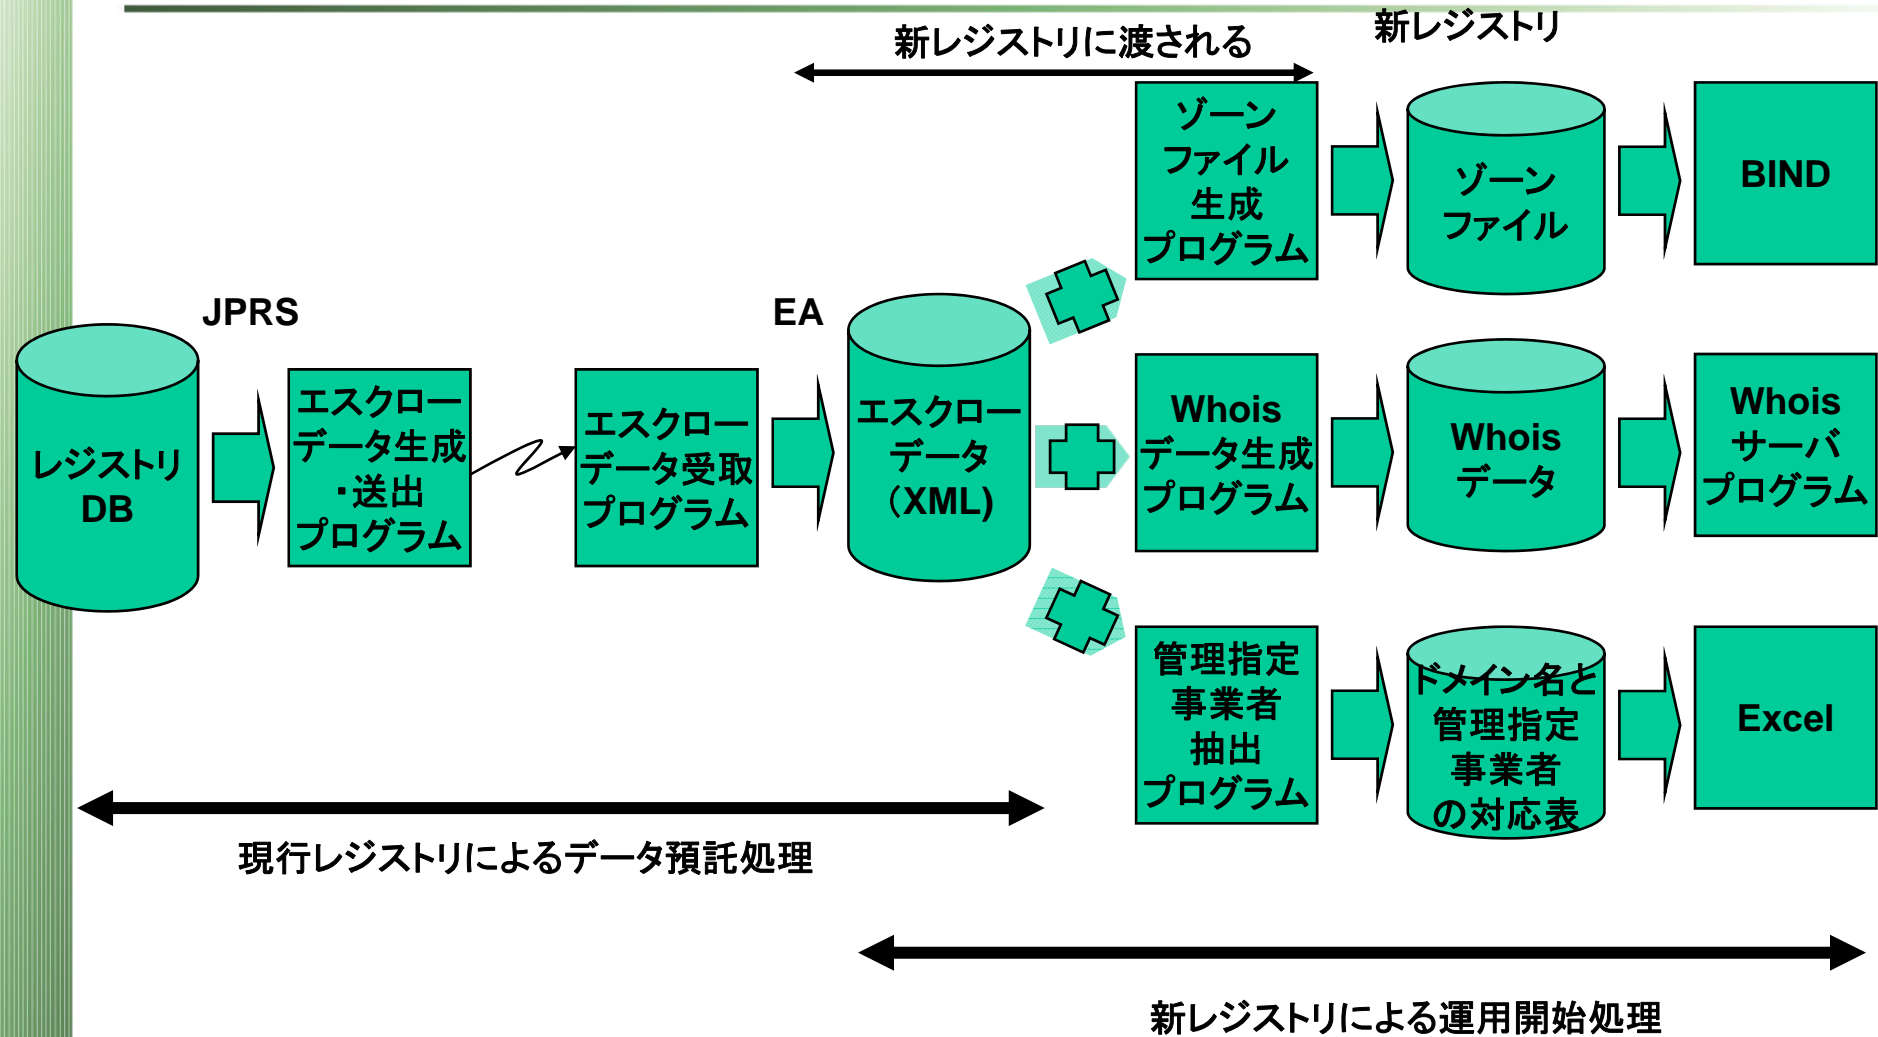 新レジストリに渡される
新レジストリ
ゾーン
ファイル
生成
プログラム
ゾーン
ファイル
BIND
JPRS
EA
レジストリ
DB
エスクロー
データ生成
・送出
プログラム
エスクロー
データ受取
プログラム
エスクロー
データ
（XML)
Whois
データ生成
プログラム
Whois
データ
Whois
サーバ
プログラム
管理指定
事業者
抽出
プログラム
ドメイン名と
管理指定
事業者
の対応表
Excel
現行レジストリによるデータ預託処理
新レジストリによる運用開始処理